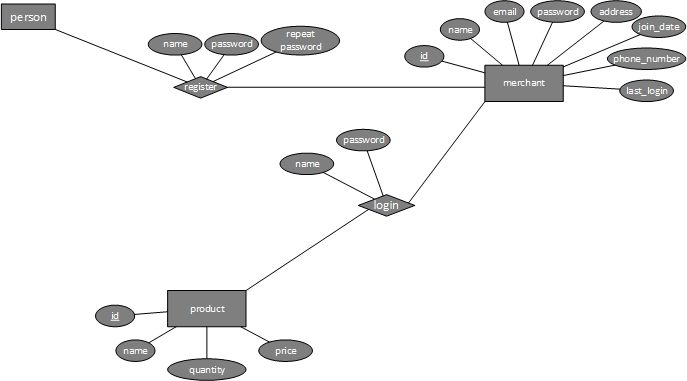 person
name
password
repeat
password
register
id
name
email
password
address
join_date
phone_number
last_login
merchant
password
name
login
product
id
name
quantity
price